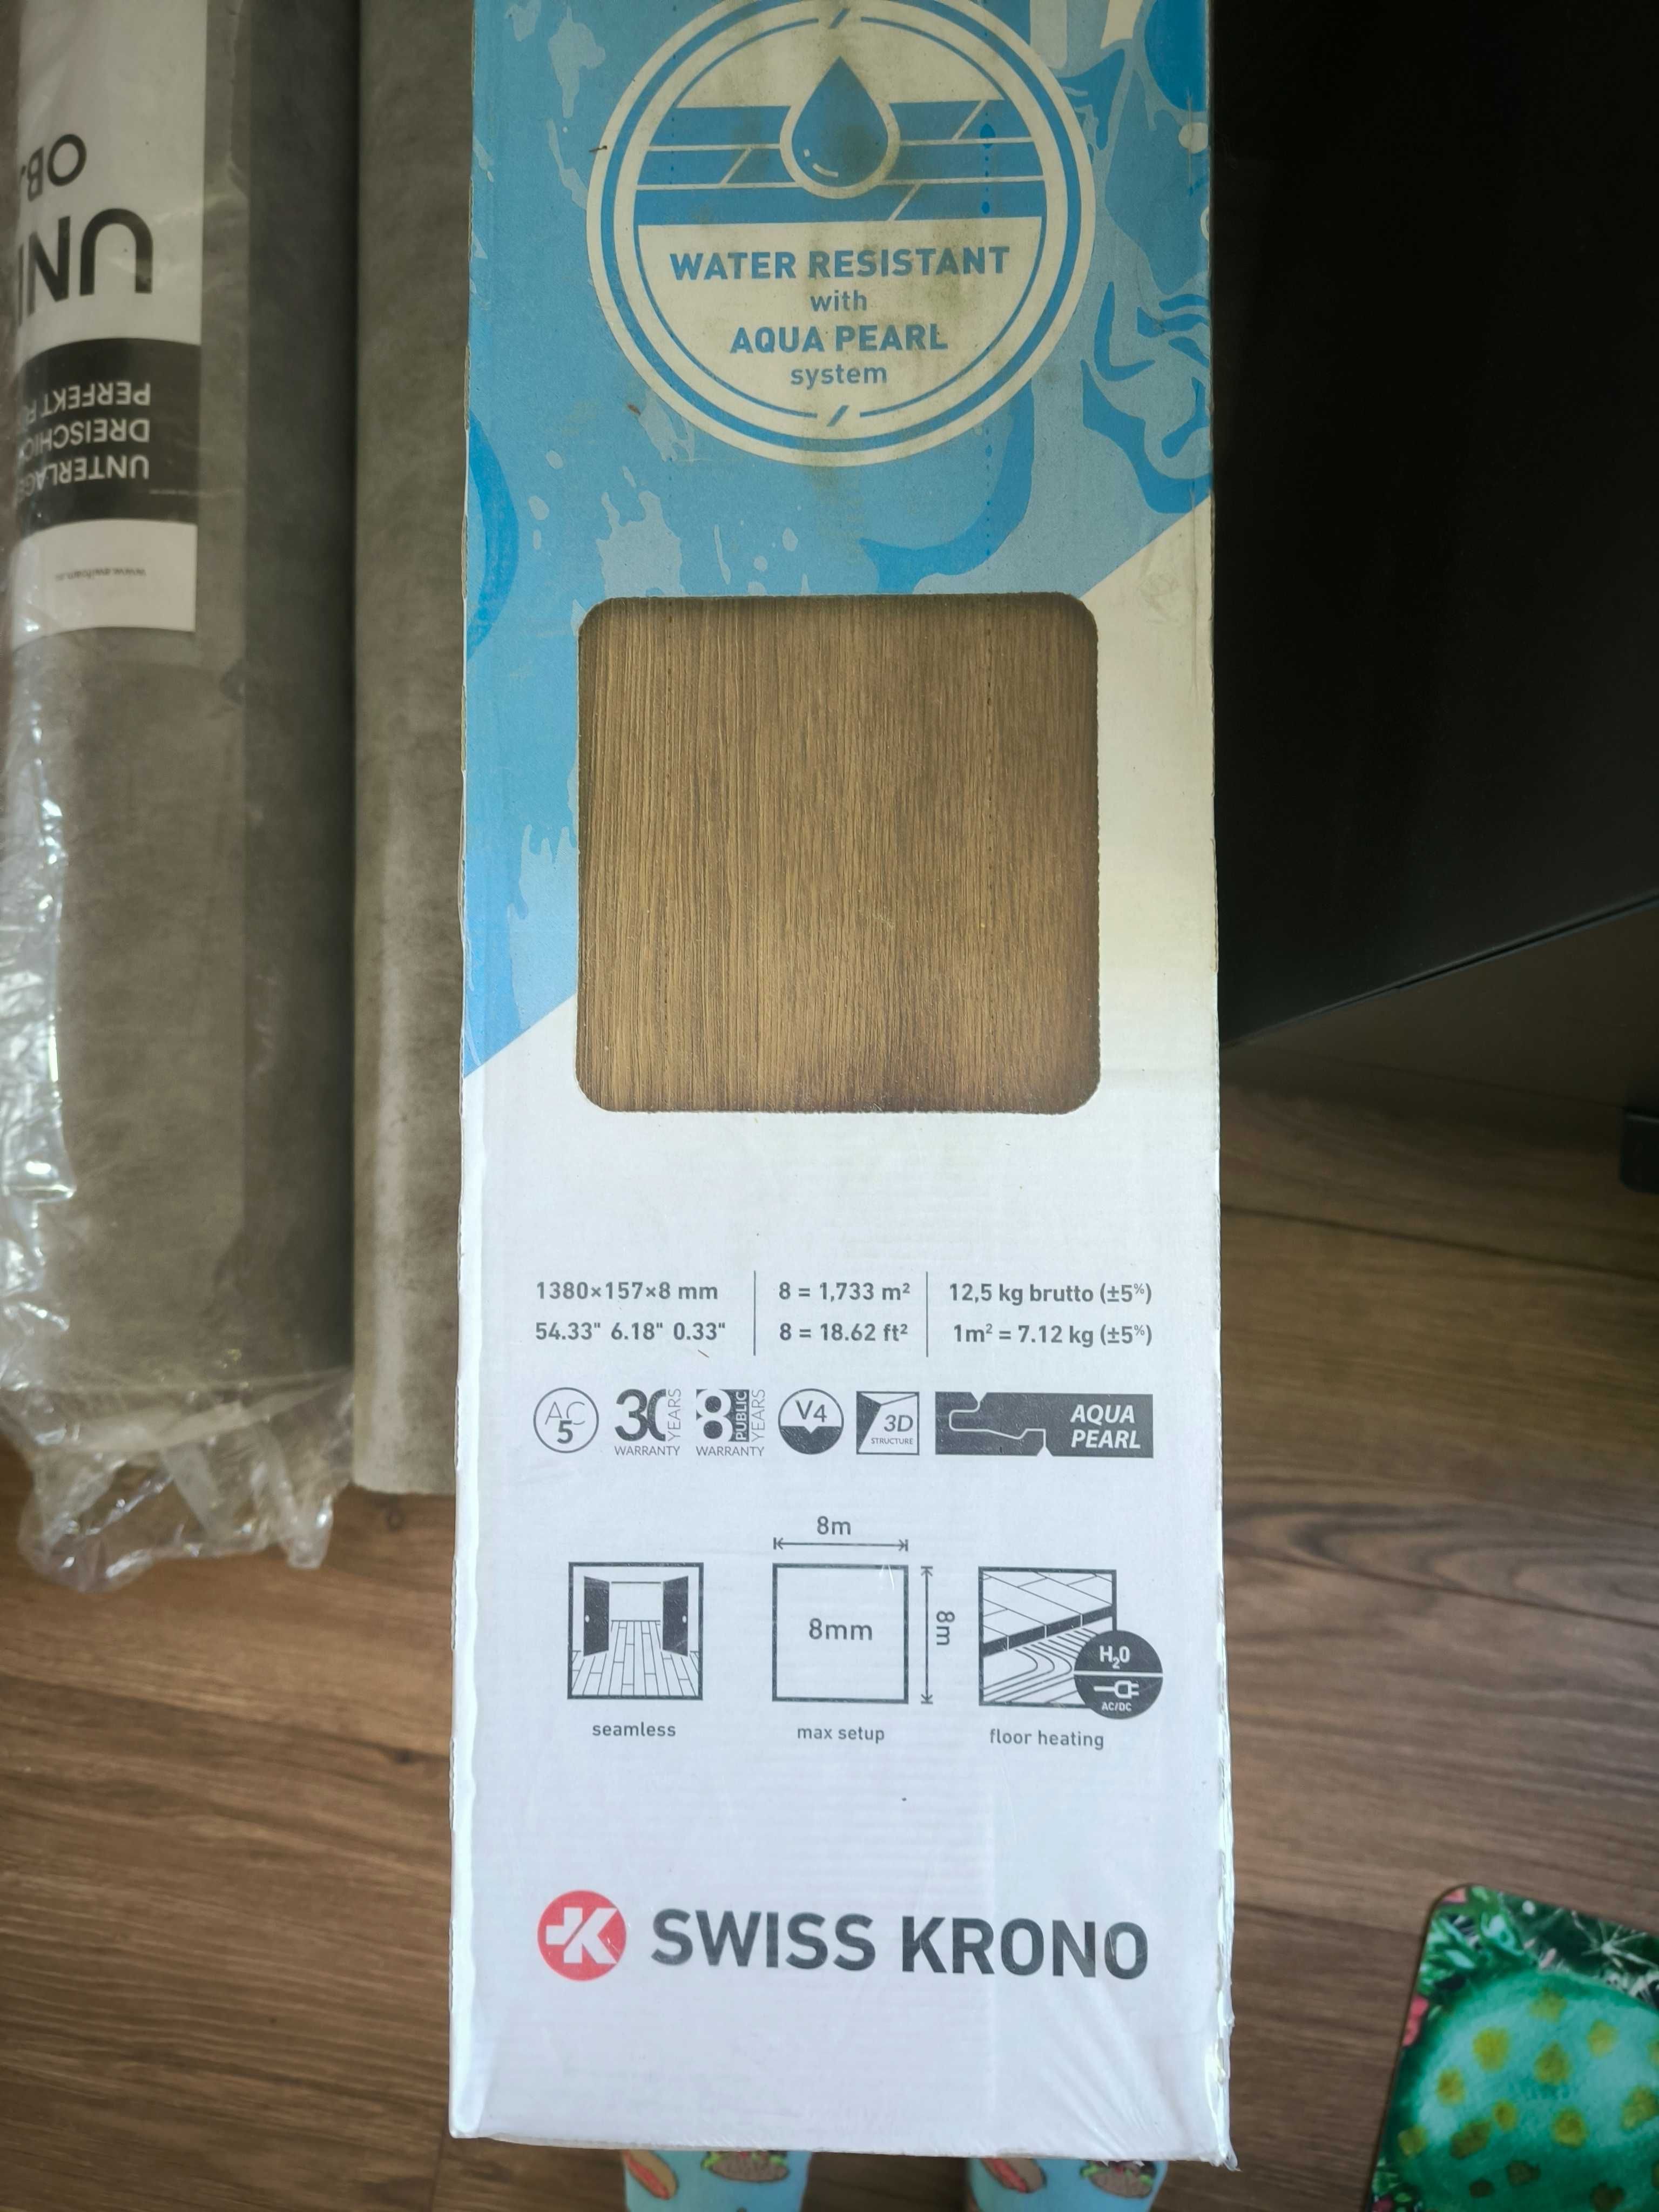 WATER RESISTANT
with
AQUA PEARL
system
1380×157×8 mm
54.33" 6.18" 0.33"
8 = 1,733 m²
8 = 18.62 ft²
12,5 kg brutto (±5%)
1m² = 7.12 kg (±5%)
AC
5
30 YEARS
WARRANTY
8 PUBLIC YEARS
WARRANTY
V4
3D
STRUCTURE
AQUA
PEARL
8m
8mm
8m
H₂O
AC/DC
seamless
max setup
floor heating
SWISS KRONO
UNTERLAGE
PERFEKT